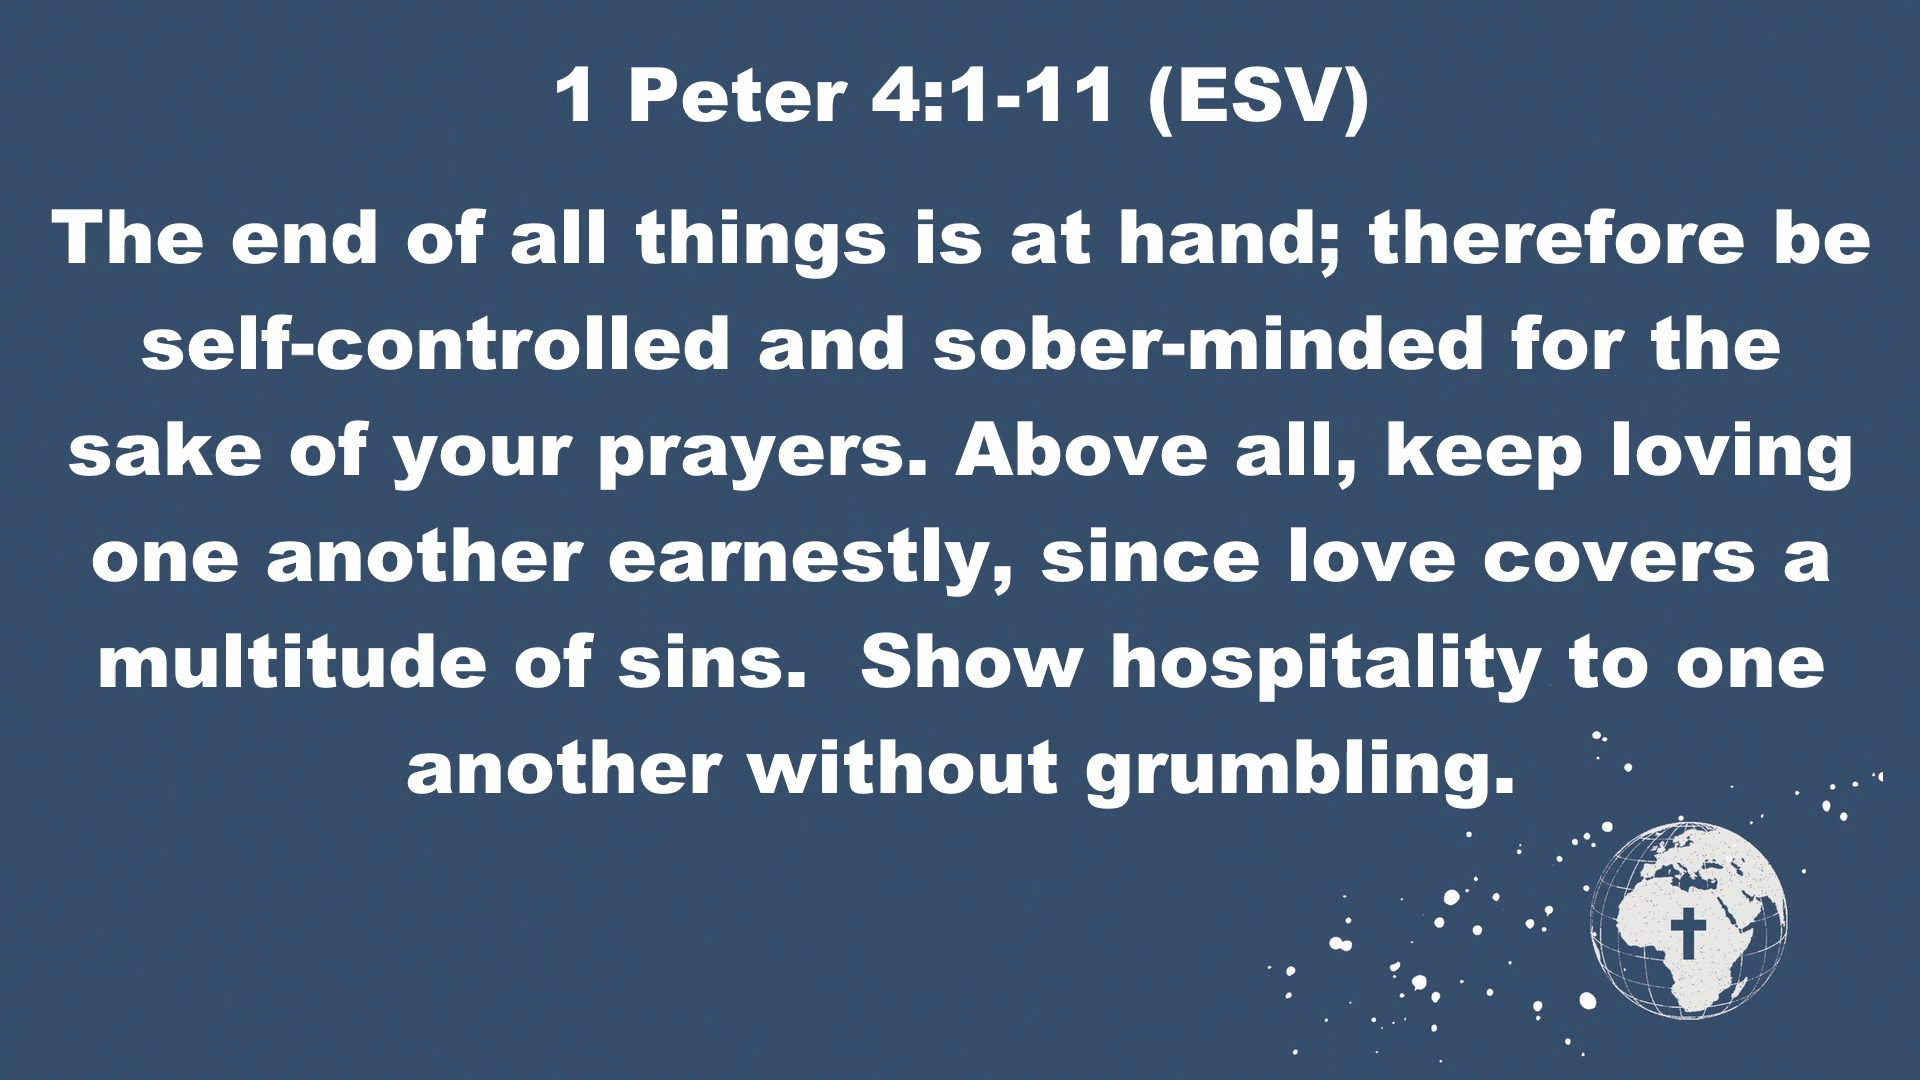 1 Peter 4:1-11 (ESV)
The end of all things is at hand; therefore be
self-controlled and sober-minded for the
sake of your prayers. Above all, keep loving
one another earnestly, since love covers a
multitude of sins.  Show hospitality to one
another without grumbling.